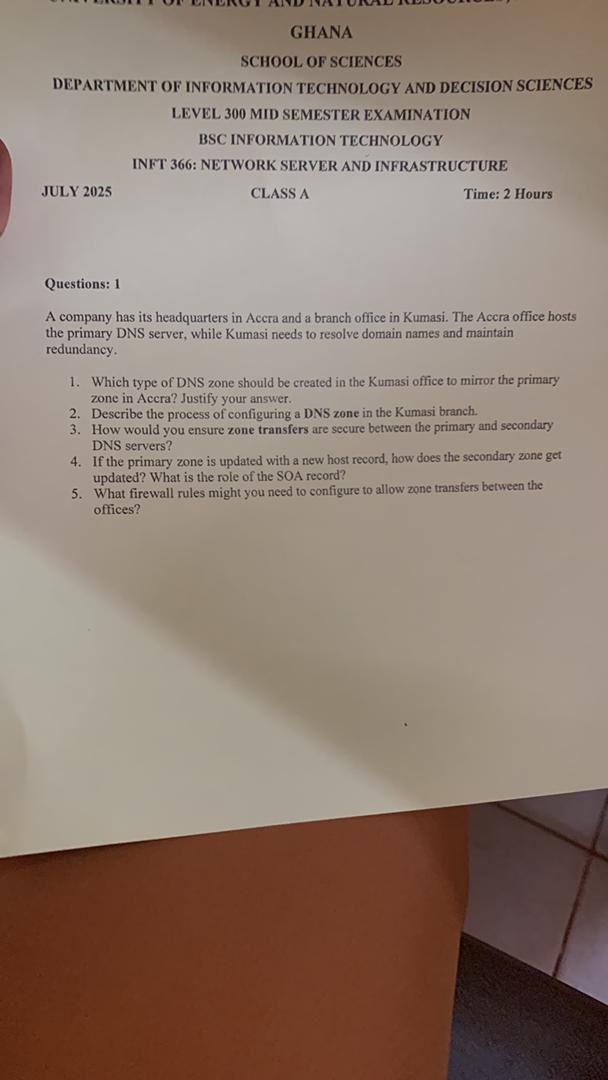 UNIVERSITY OF ENERGY AND NATURAL
GHANA
SCHOOL OF SCIENCES
DEPARTMENT OF INFORMATION TECHNOLOGY AND DECISION SCIENCES
LEVEL 300 MID SEMESTER EXAMINATION
BSC INFORMATION TECHNOLOGY
INFT 366: NETWORK SERVER AND INFRASTRUCTURE
JULY 2025 CLASS A Time: 2 Hours
Questions: 1
A company has its headquarters in Accra and a branch office in Kumasi. The Accra office hosts
the primary DNS server, while Kumasi needs to resolve domain names and maintain
redundancy.
1. Which type of DNS zone should be created in the Kumasi office to mirror the primary
zone in Accra? Justify your answer.
2. Describe the process of configuring a DNS zone in the Kumasi branch.
3. How would you ensure zone transfers are secure between the primary and secondary
DNS servers?
4. If the primary zone is updated with a new host record, how does the secondary zone get
updated? What is the role of the SOA record?
5. What firewall rules might you need to configure to allow zone transfers between the
offices?